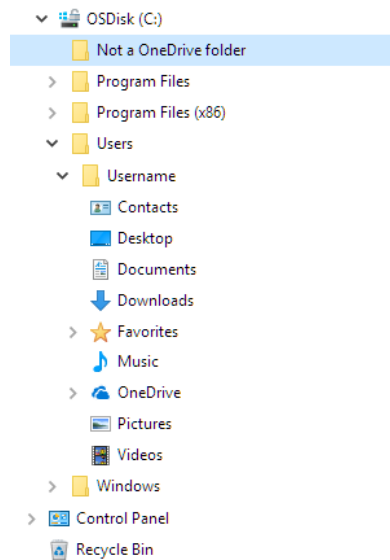 OSDisk (C:)
Not a OneDrive folder
Program Files
Program Files (x86)
Users
Username
Contacts
Desktop
Documents
Downloads
Favorites
Music
OneDrive
Pictures
Videos
Windows
Control Panel
Recycle Bin